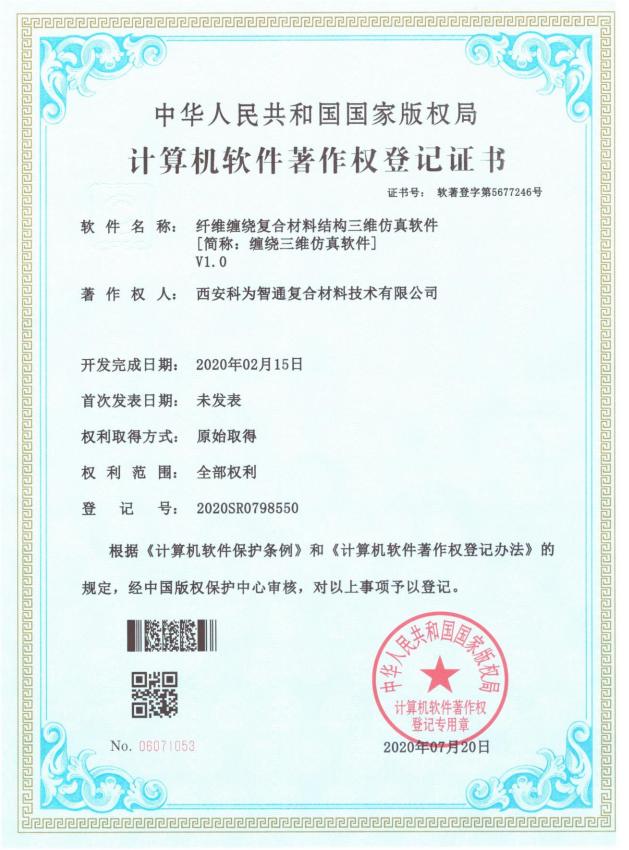 中华人民共和国国家版权局
计算机软件著作权登记证书
证书号： 软著登字第5677246号
软件名称： 纤维缠绕复合材料结构三维仿真软件
[简称：缠绕三维仿真软件]
V1.0
著作权人： 西安科为智通复合材料技术有限公司
开发完成日期： 2020年02月15日
首次发表日期： 未发表
权利取得方式： 原始取得
权利范围： 全部权利
登记号： 2020SR0798550
根据《计算机软件保护条例》和《计算机软件著作权登记办法》的
规定，经中国版权保护中心审核，对以上事项予以登记。
中华人民共和国国家版权局
计算机软件著作权
登记专用章
No. 06071053
2020年07月20日